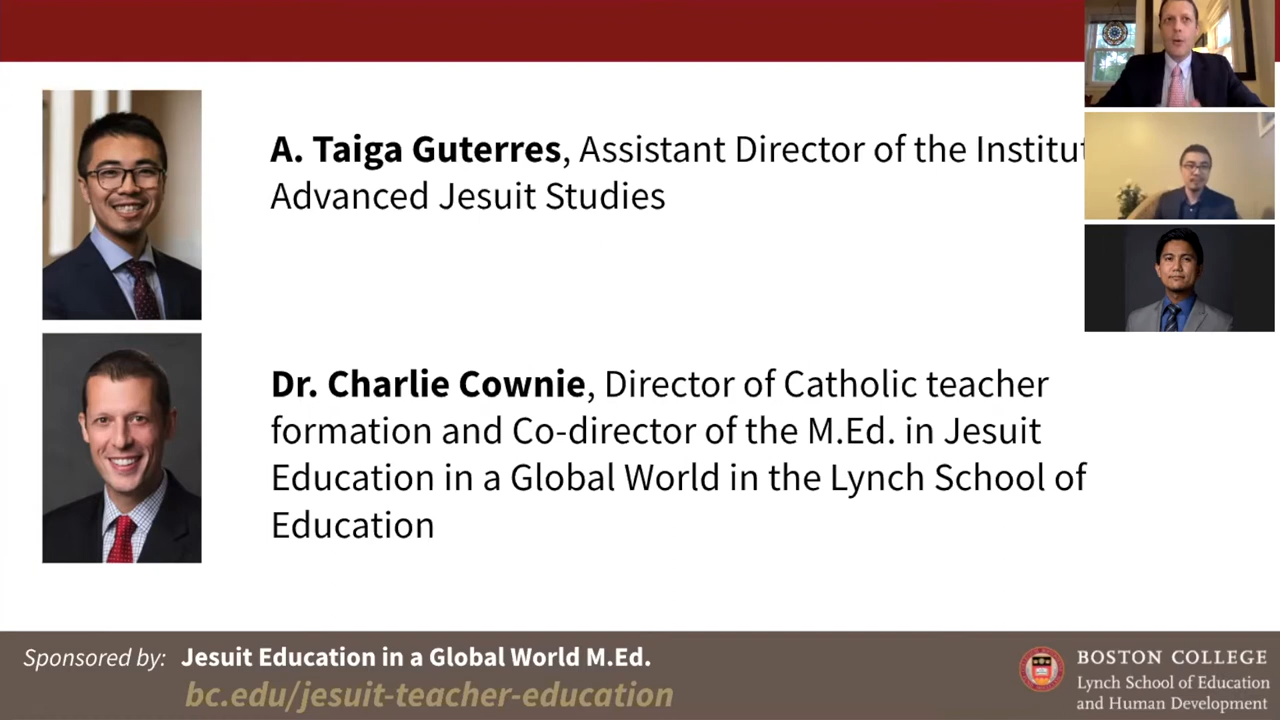 A. Taiga Guterres, Assistant Director of the Institut
Advanced Jesuit Studies
Dr. Charlie Cownie, Director of Catholic teacher
formation and Co-director of the M.Ed. in Jesuit
Education in a Global World in the Lynch School of
Education
Sponsored by: Jesuit Education in a Global World M.Ed.
bc.edu/jesuit-teacher-education
BOSTON COLLEGE
Lynch School of Education
and Human Development